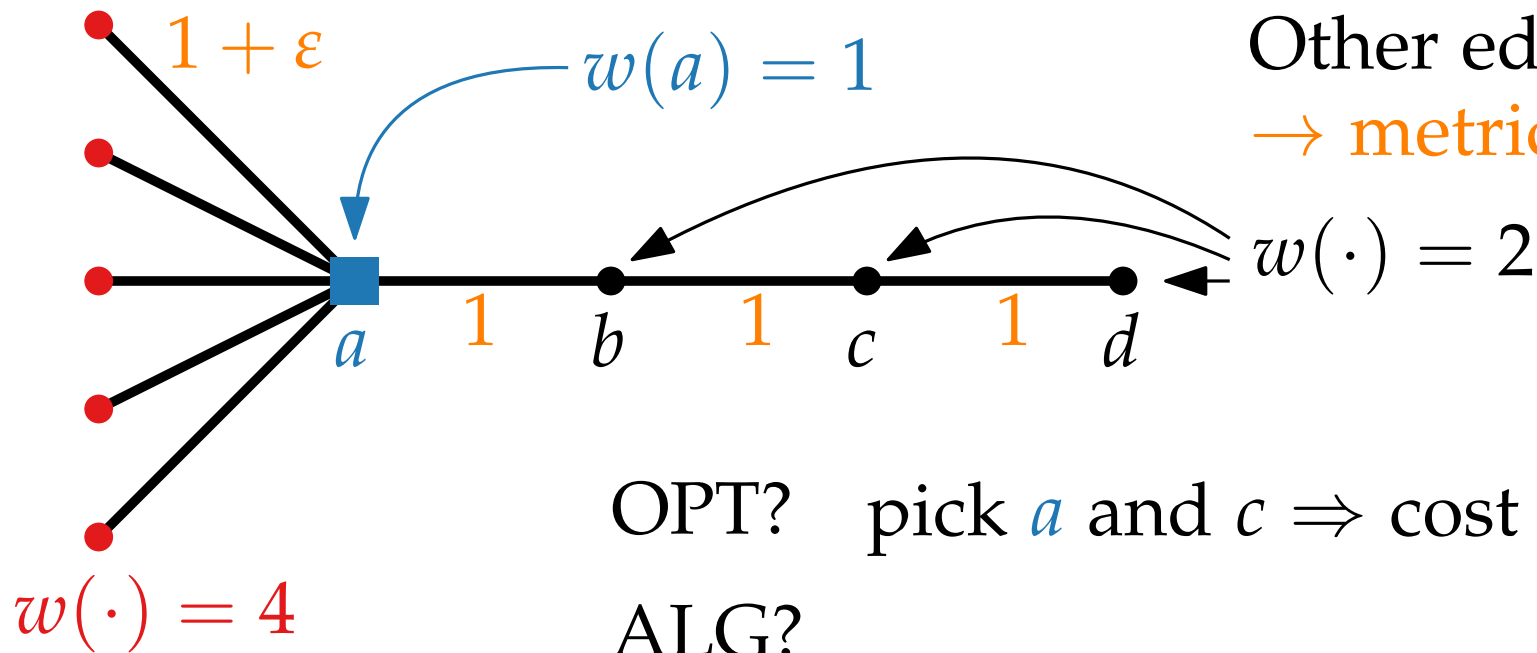 1 + ε
w(a) = 1
Other ed
→ metric
w(·) = 2
1 1 1
a b c d
OPT? pick a and c ⇒ cost
w(·) = 4
ALG?